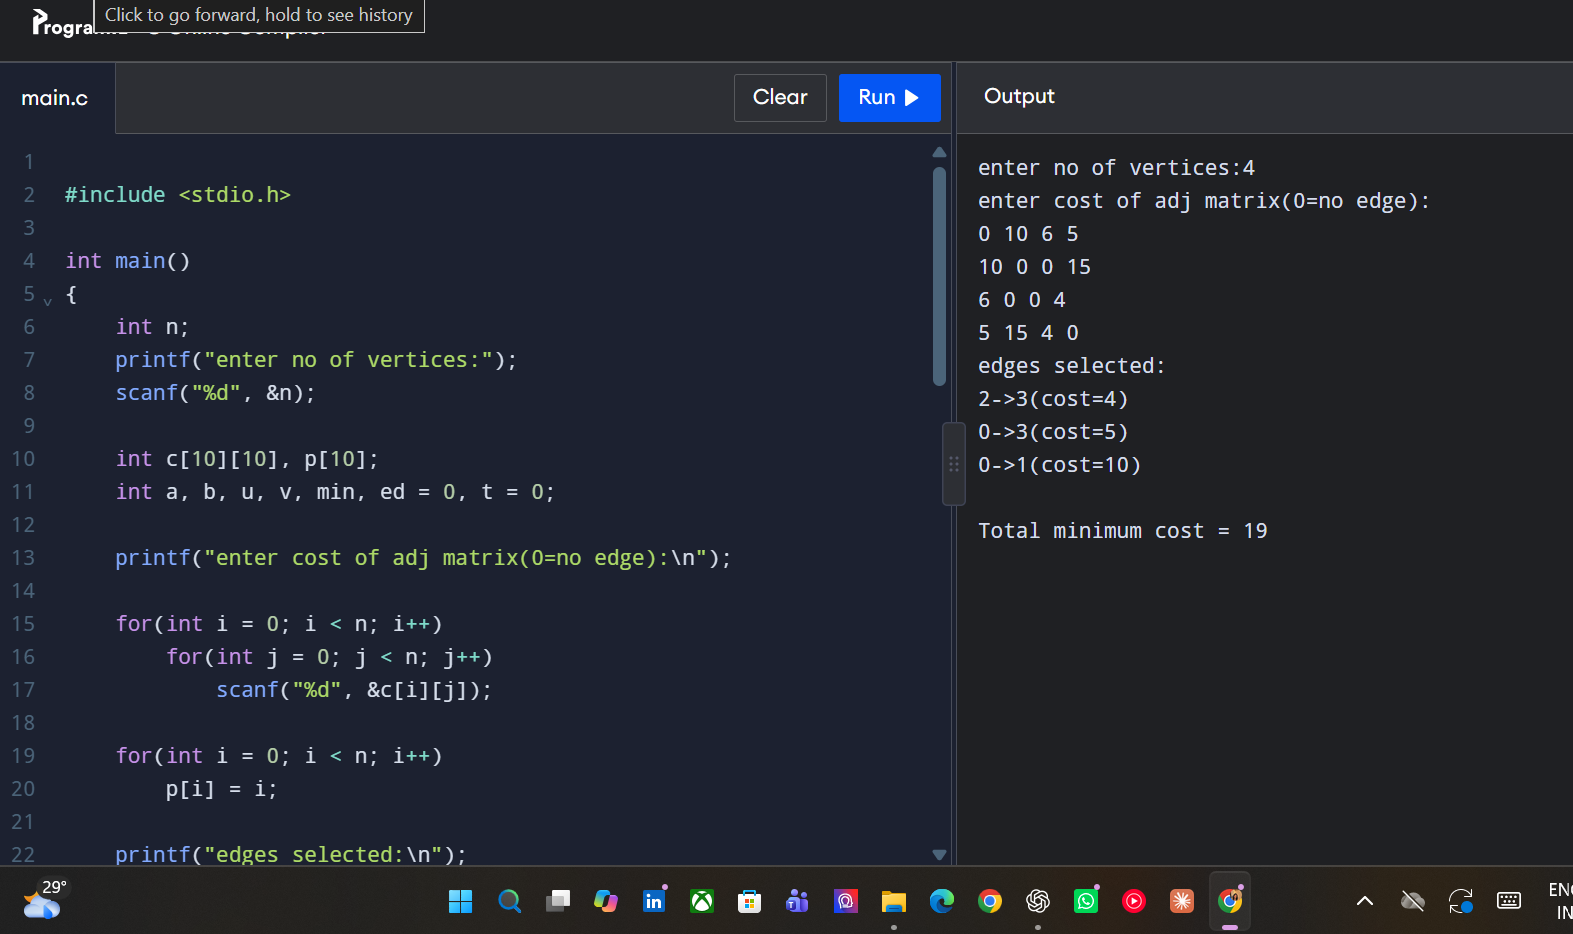 Click to go forward, hold to see history
main.c
Clear
Run
Output
1
2 #include <stdio.h>
3
4 int main()
5 {
6 int n;
7 printf("enter no of vertices:");
8 scanf("%d", &n);
9
10 int c[10][10], p[10];
11 int a, b, u, v, min, ed = 0, t = 0;
12
13 printf("enter cost of adj matrix(0=no edge):\n");
14
15 for(int i = 0; i < n; i++)
16 for(int j = 0; j < n; j++)
17 scanf("%d", &c[i][j]);
18
19 for(int i = 0; i < n; i++)
20 p[i] = i;
21
22 printf("edges selected:\n");
enter no of vertices:4
enter cost of adj matrix(0=no edge):
0 10 6 5
10 0 0 15
6 0 0 4
5 15 4 0
edges selected:
2->3(cost=4)
0->3(cost=5)
0->1(cost=10)
Total minimum cost = 19
29°
ENG
IN